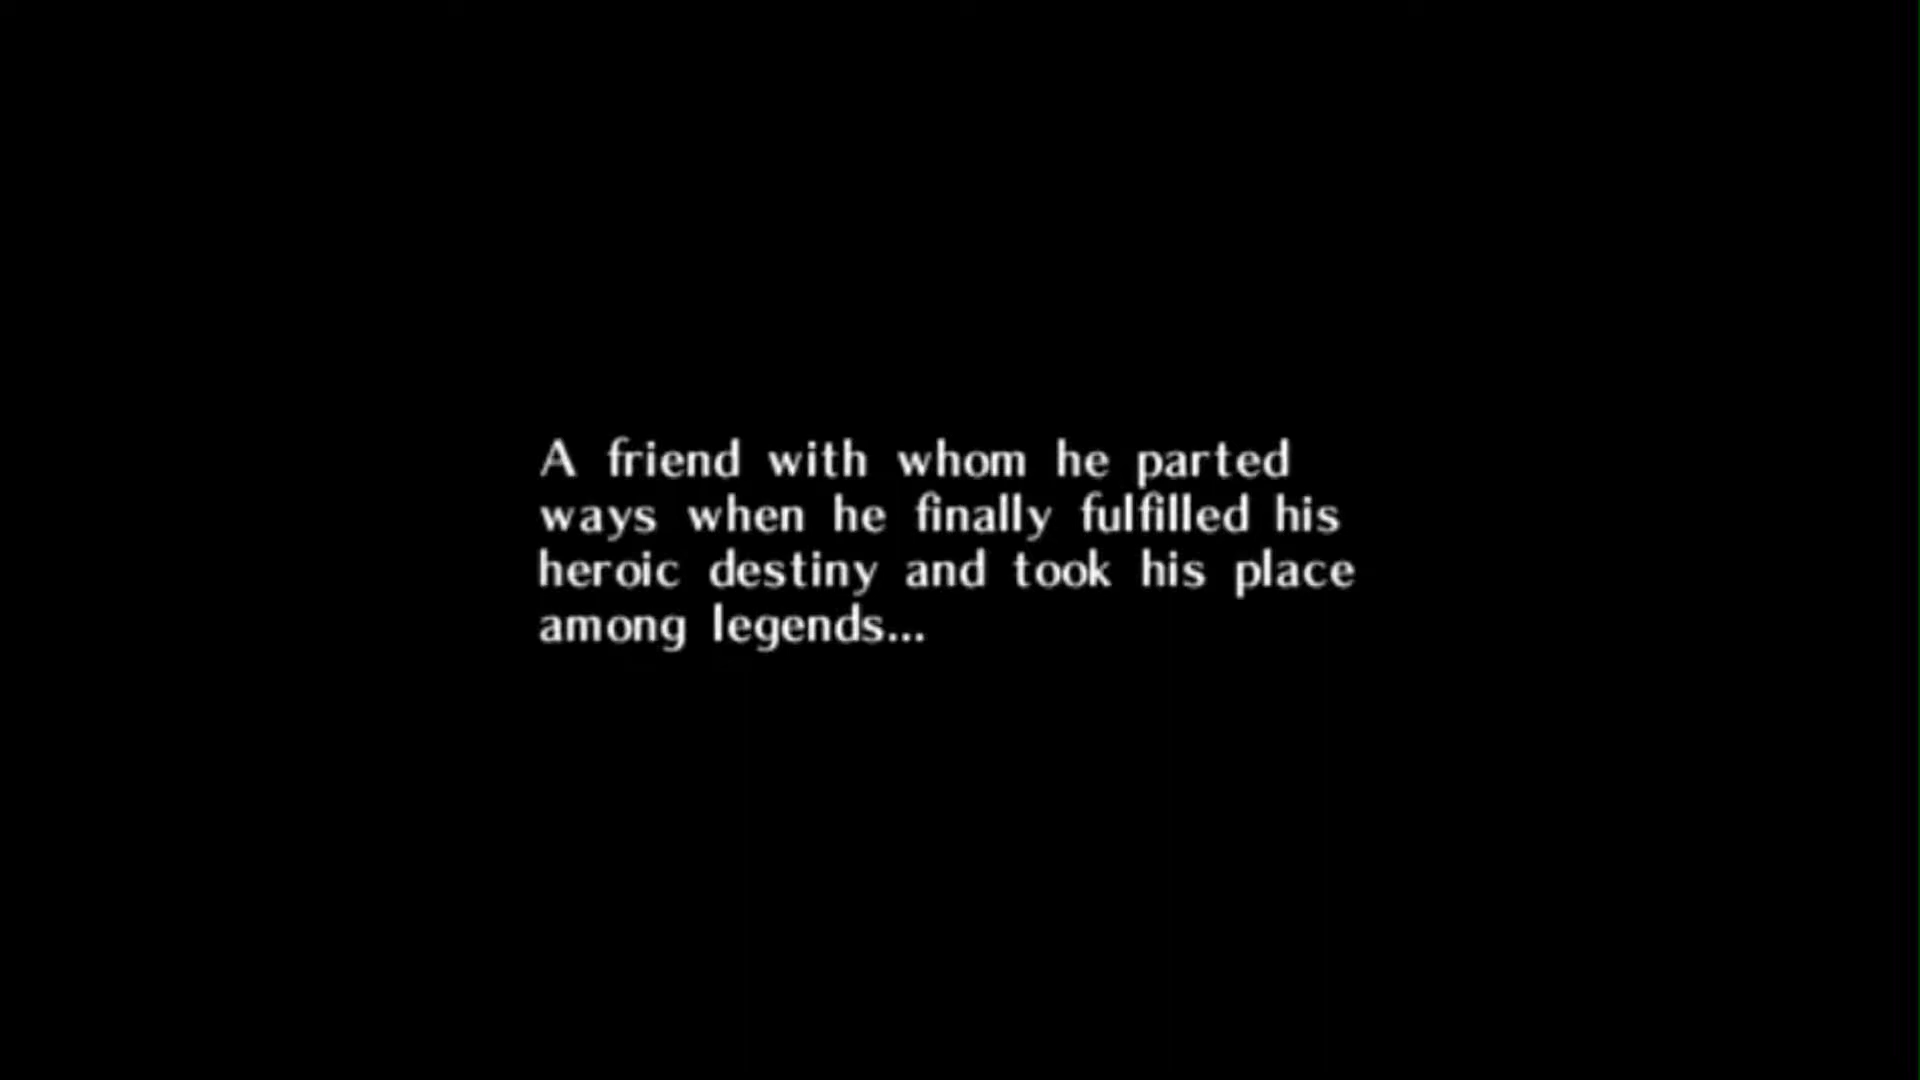 A friend with whom he parted
ways when he finally fulfilled his
heroic destiny and took his place
among legends...